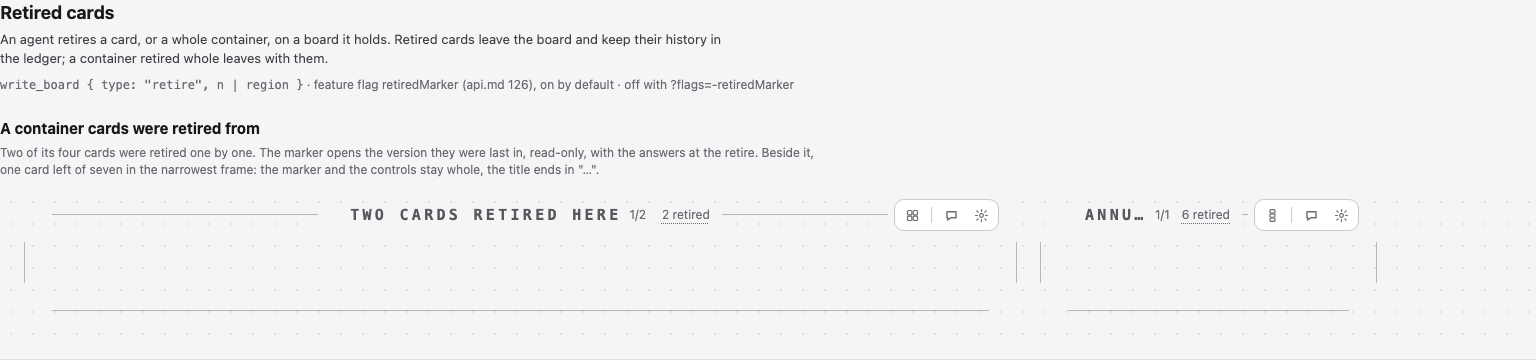 Retired cards
An agent retires a card, or a whole container, on a board it holds. Retired cards leave the board and keep their history in
the ledger; a container retired whole leaves with them.
write_board { type: "retire", n | region } · feature flag retiredMarker (api.md 126), on by default · off with ?flags=-retiredMarker
A container cards were retired from
Two of its four cards were retired one by one. The marker opens the version they were last in, read-only, with the answers at the retire. Beside it,
one card left of seven in the narrowest frame: the marker and the controls stay whole, the title ends in "…".
TWO CARDS RETIRED HERE 1/2 2 retired
ANNU… 1/1 6 retired